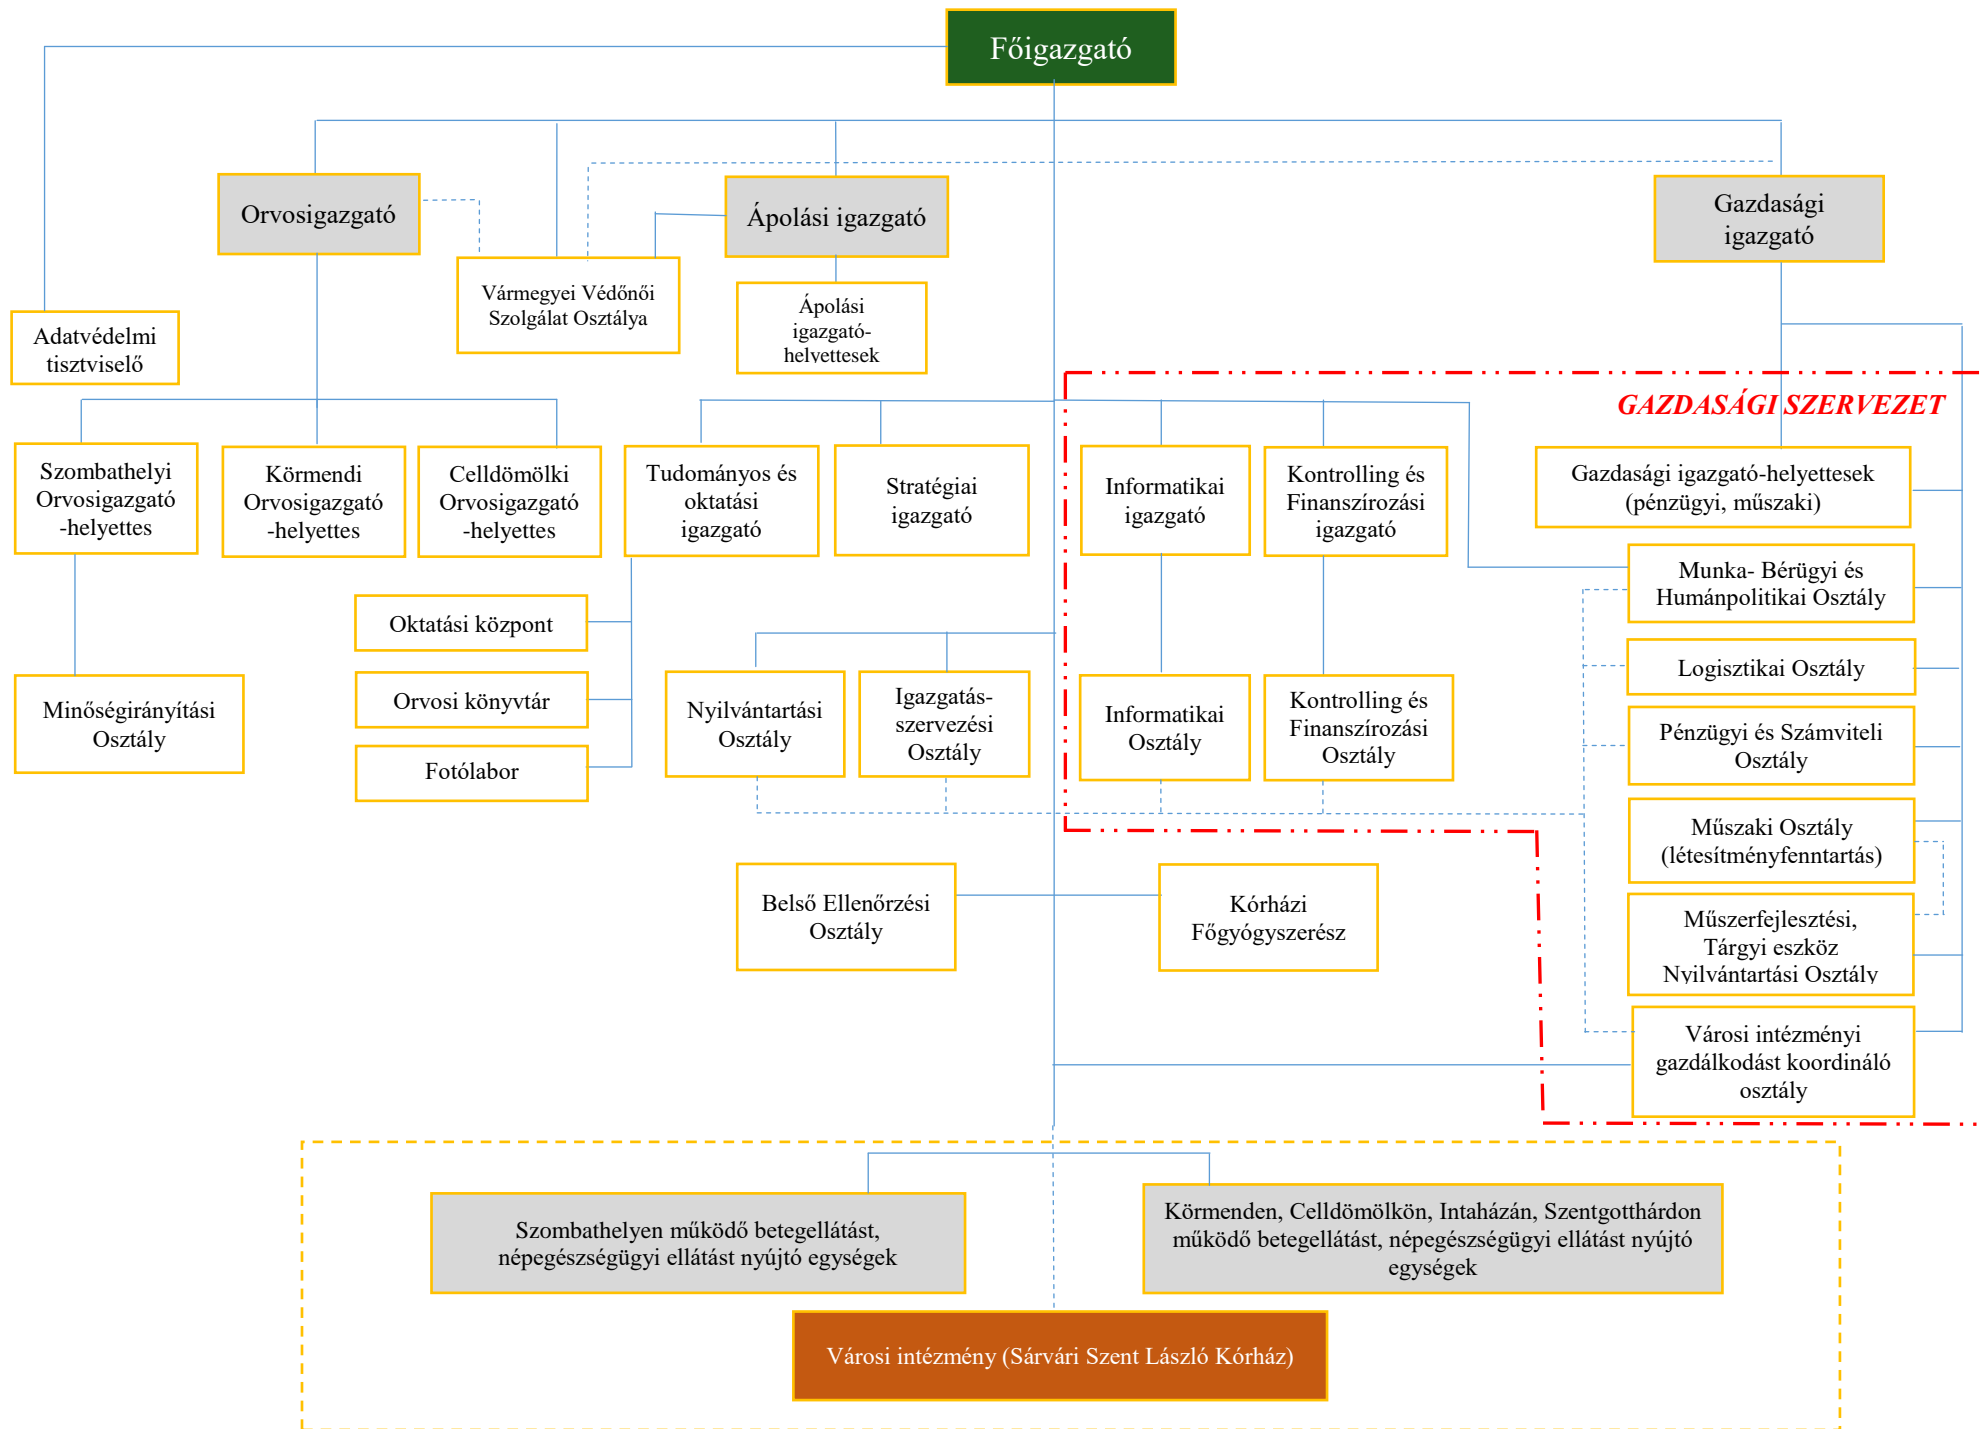 Főigazgató
Orvosigazgató
Ápolási igazgató
Gazdasági
igazgató
Vármegyei Védőnői
Szolgálat Osztálya
Ápolási
igazgató-
helyettesek
Adatvédelmi
tisztviselő
GAZDASÁGI SZERVEZET
Szombathelyi
Orvosigazgató
-helyettes
Körmendi
Orvosigazgató
-helyettes
Celldömölki
Orvosigazgató
-helyettes
Tudományos és
oktatási
igazgató
Stratégiai
igazgató
Informatikai
igazgató
Kontrolling és
Finanszírozási
igazgató
Gazdasági igazgató-helyettesek
(pénzügyi, műszaki)
Munka- Bérügyi és
Humánpolitikai Osztály
Oktatási központ
Logisztikai Osztály
Minőségirányítási
Osztály
Orvosi könyvtár
Nyilvántartási
Osztály
Igazgatás-
szervezési
Osztály
Informatikai
Osztály
Kontrolling és
Finanszírozási
Osztály
Pénzügyi és Számviteli
Osztály
Fotólabor
Műszaki Osztály
(létesítményfenntartás)
Belső Ellenőrzési
Osztály
Kórházi
Főgyógyszerész
Műszerfejlesztési,
Tárgyi eszköz
Nyilvántartási Osztály
Városi intézményi
gazdálkodást koordináló
osztály
Szombathelyen működő betegellátást,
népegészségügyi ellátást nyújtó egységek
Körmenden, Celldömölkön, Intaházán, Szentgotthárdon
működő betegellátást, népegészségügyi ellátást nyújtó
egységek
Városi intézmény (Sárvári Szent László Kórház)